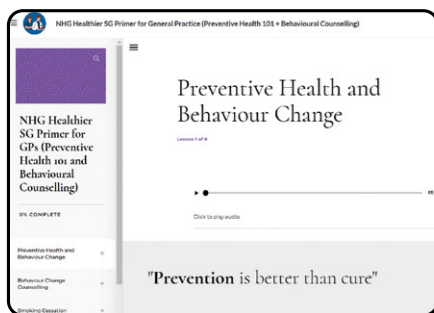 NHG Healthier SG Primer for General Practice (Preventive Health 101 + Behavioural Counselling)
NHG Healthier
SG Primer for
GPs (Preventive
Health 101 and
Behavioural
Counselling)
0% COMPLETE
Preventive Health and
Behaviour Change
Behaviour Change
Counselling
Smoking Cessation
Preventive Health and
Behaviour Change
Lesson 1 of 4
Click to play audio
"Prevention is better than cure"